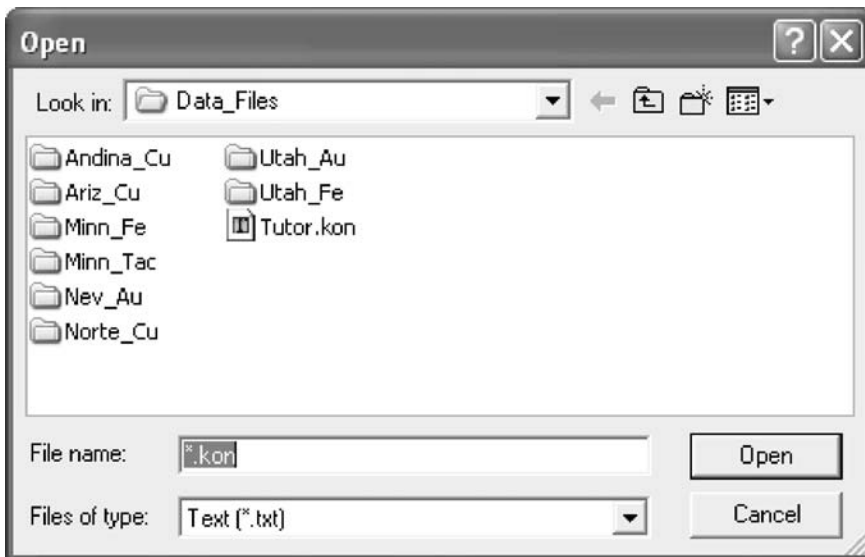 Open
Look in: Data_Files
Andina_Cu
Ariz_Cu
Minn_Fe
Minn_Tac
Nev_Au
Norte_Cu
Utah_Au
Utah_Fe
Tutor.kon
File name: *.kon
Open
Files of type: Text (*.txt)
Cancel